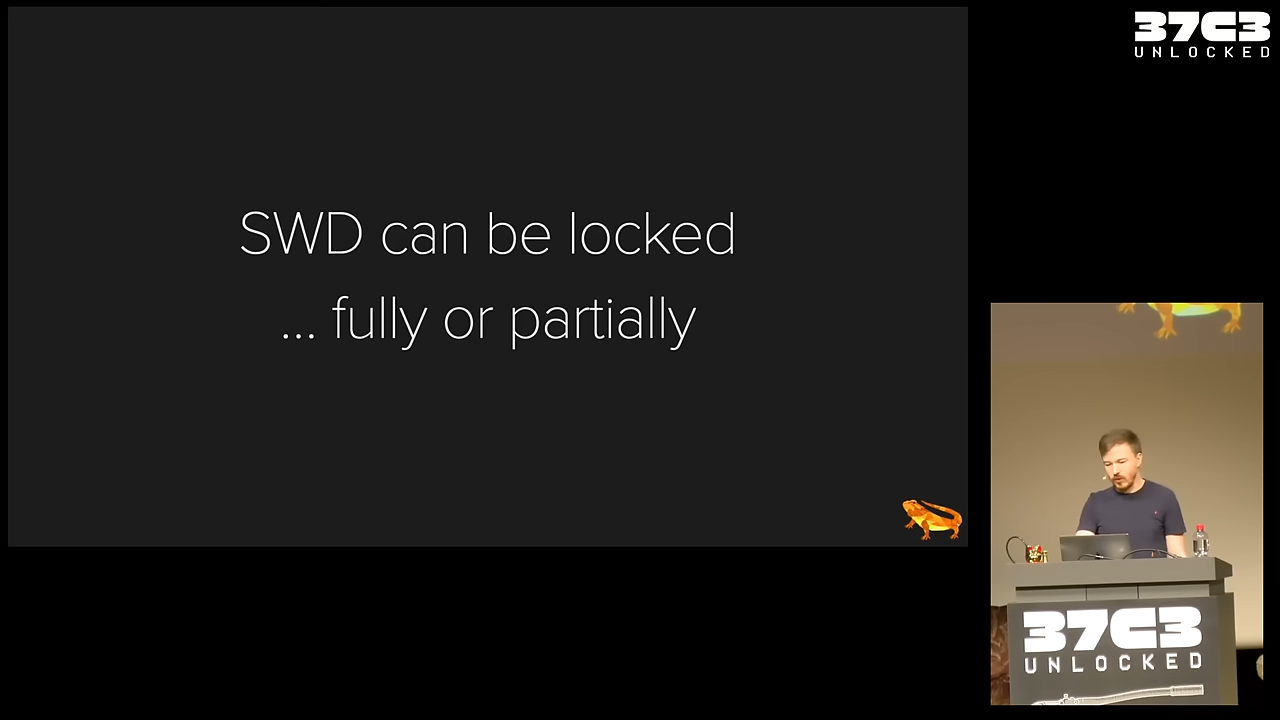 SWD can be locked
... fully or partially
37C3
UNLOCKED
37C3
UNLOCKED